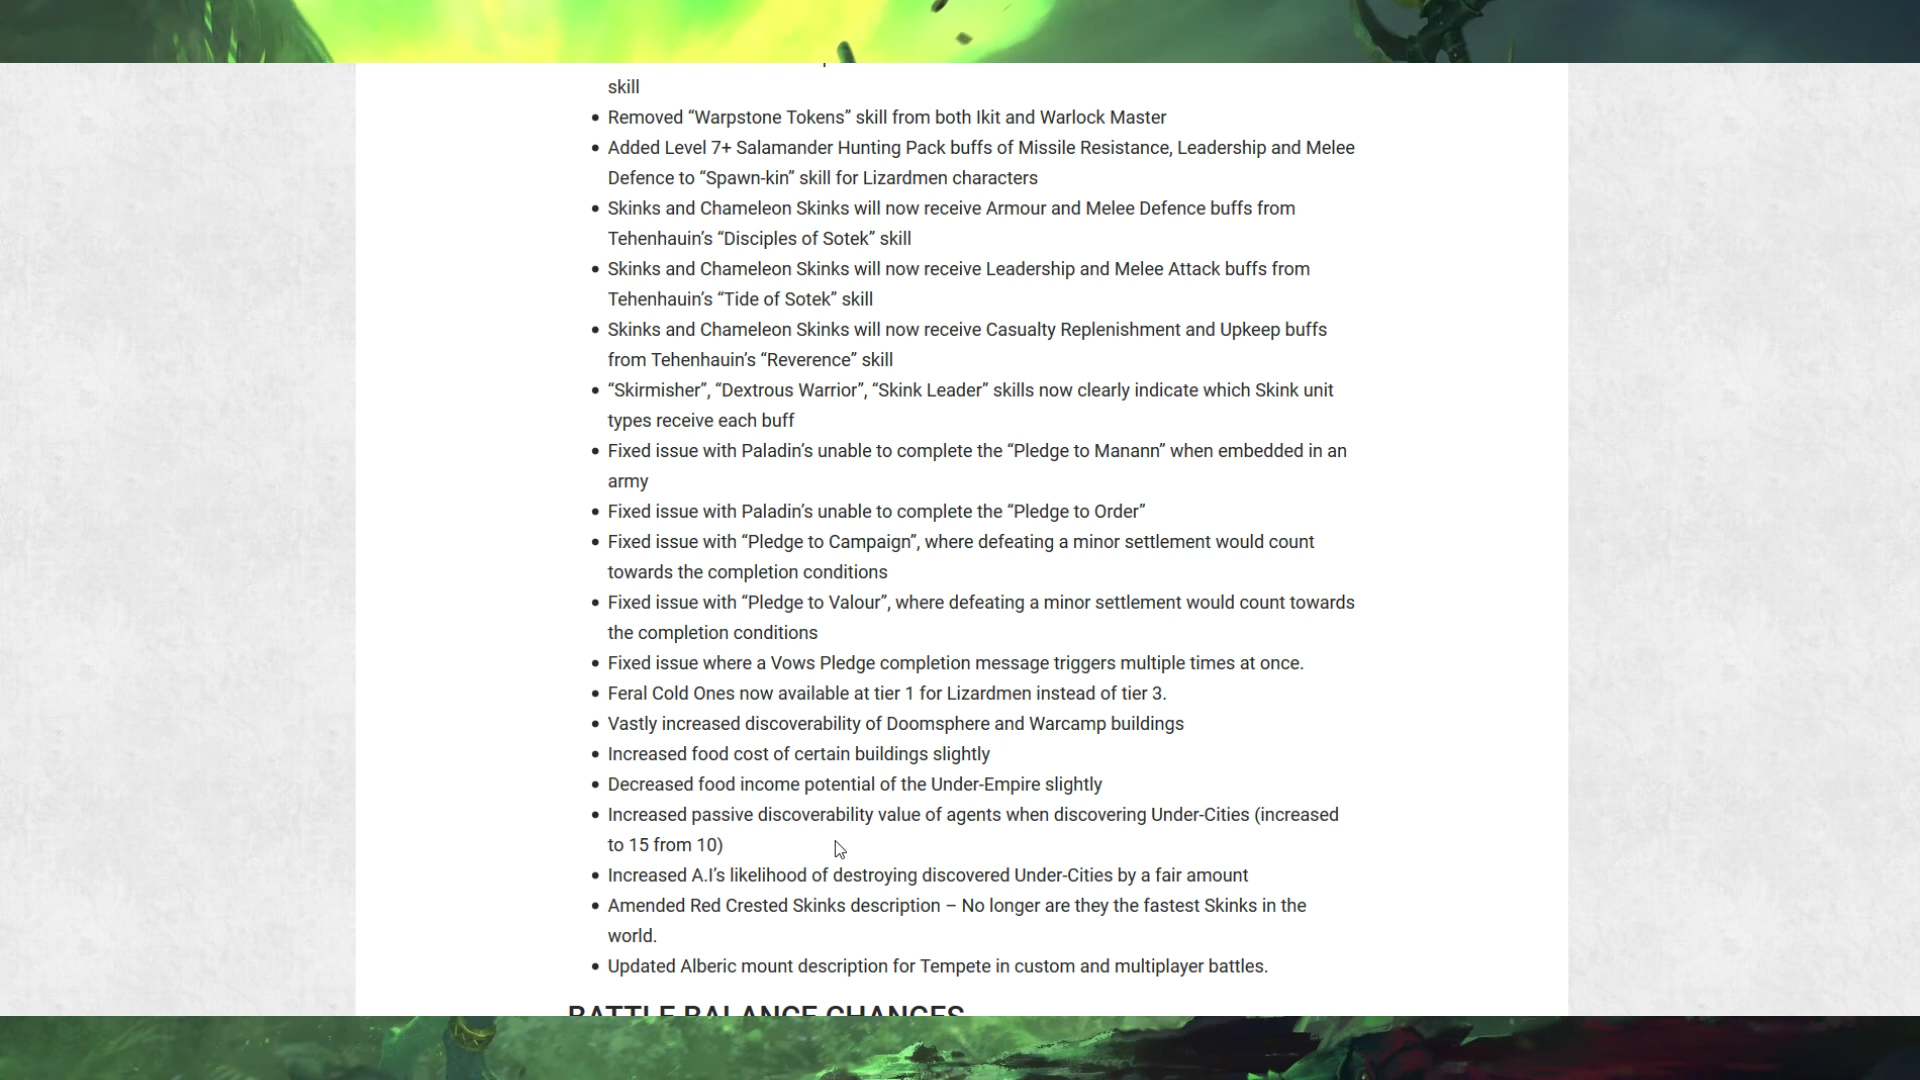 skill
• Removed “Warpstone Tokens” skill from both Ikit and Warlock Master
• Added Level 7+ Salamander Hunting Pack buffs of Missile Resistance, Leadership and Melee
Defence to “Spawn-kin” skill for Lizardmen characters
• Skinks and Chameleon Skinks will now receive Armour and Melee Defence buffs from
Tehenhauin’s “Disciples of Sotek” skill
• Skinks and Chameleon Skinks will now receive Leadership and Melee Attack buffs from
Tehenhauin’s “Tide of Sotek” skill
• Skinks and Chameleon Skinks will now receive Casualty Replenishment and Upkeep buffs
from Tehenhauin’s “Reverence” skill
• “Skirmisher”, “Dextrous Warrior”, “Skink Leader” skills now clearly indicate which Skink unit
types receive each buff
• Fixed issue with Paladin’s unable to complete the “Pledge to Manann” when embedded in an
army
• Fixed issue with Paladin’s unable to complete the “Pledge to Order”
• Fixed issue with “Pledge to Campaign”, where defeating a minor settlement would count
towards the completion conditions
• Fixed issue with “Pledge to Valour”, where defeating a minor settlement would count towards
the completion conditions
• Fixed issue where a Vows Pledge completion message triggers multiple times at once.
• Feral Cold Ones now available at tier 1 for Lizardmen instead of tier 3.
• Vastly increased discoverability of Doomsphere and Warcamp buildings
• Increased food cost of certain buildings slightly
• Decreased food income potential of the Under-Empire slightly
• Increased passive discoverability value of agents when discovering Under-Cities (increased
to 15 from 10)
• Increased A.I’s likelihood of destroying discovered Under-Cities by a fair amount
• Amended Red Crested Skinks description – No longer are they the fastest Skinks in the
world.
• Updated Alberic mount description for Tempete in custom and multiplayer battles.
BATTLE BALANCE CHANGES